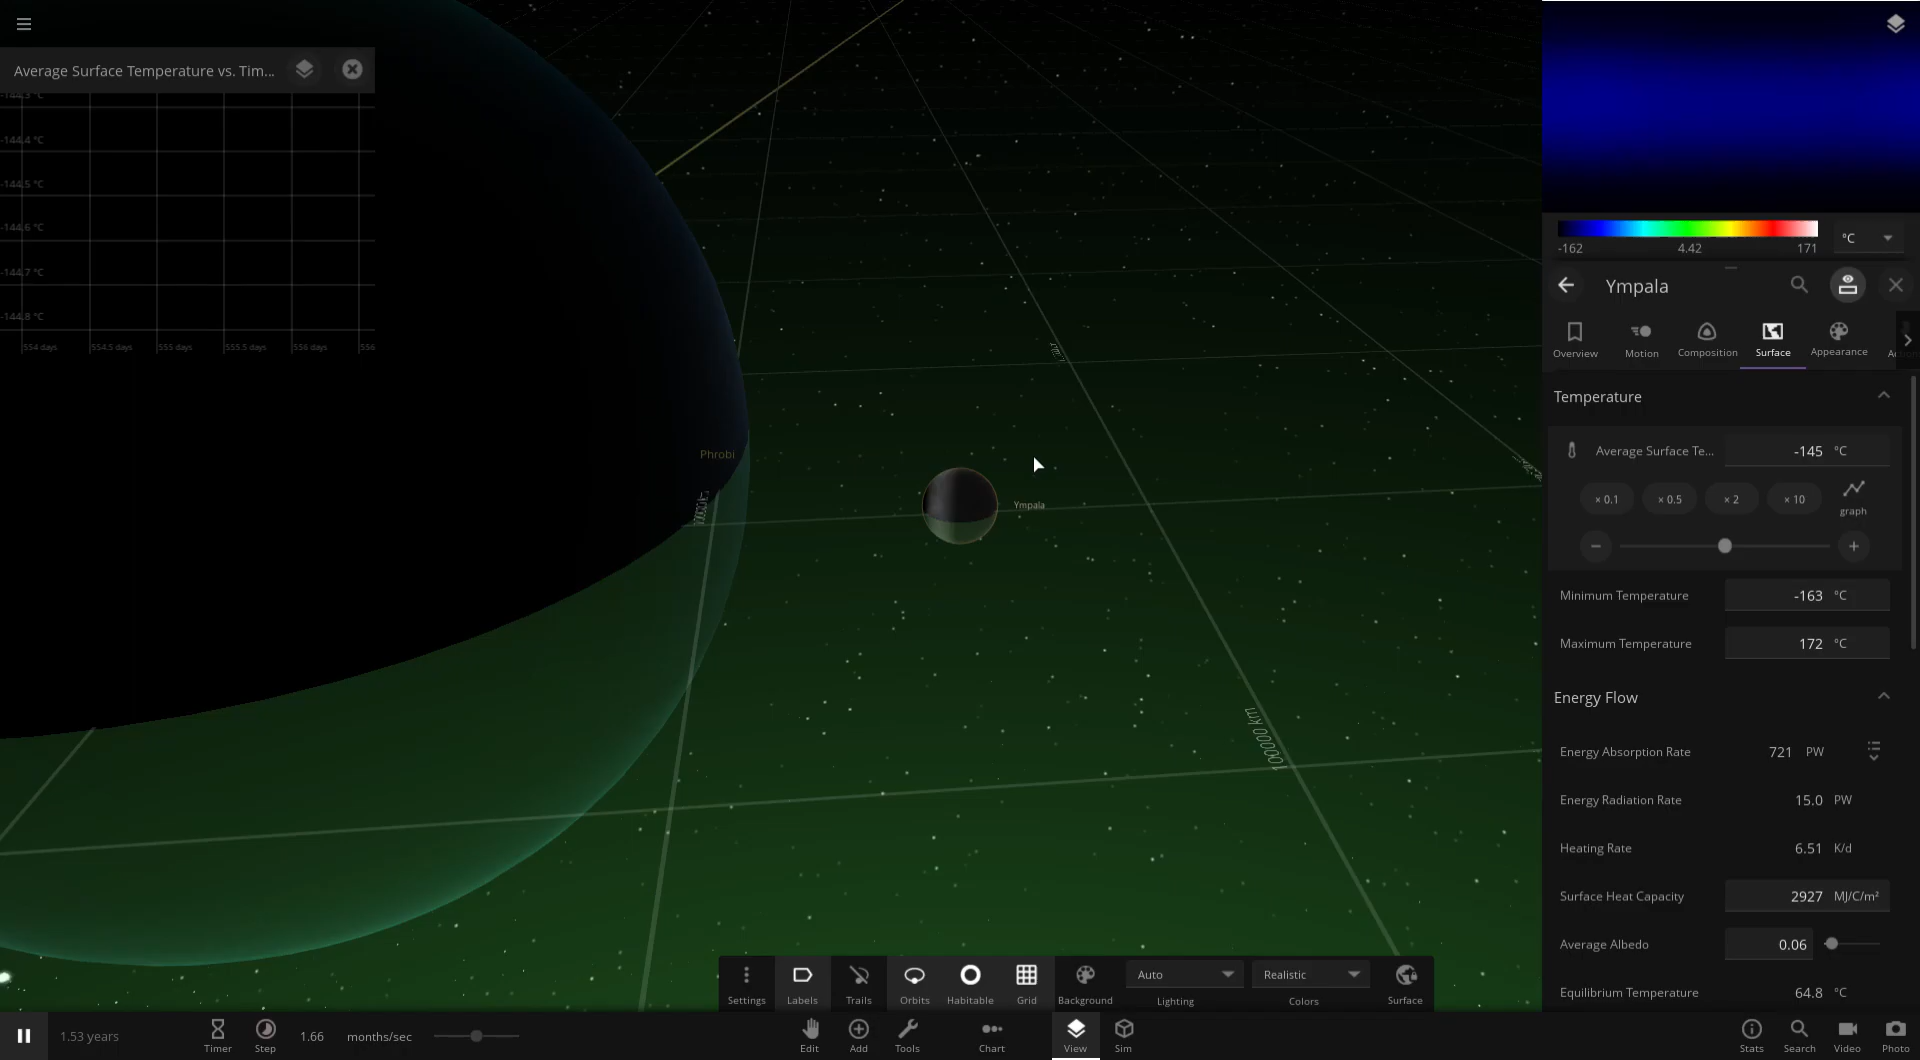 Average Surface Temperature vs. Tim...
-144.3 °C
-144.4 °C
-144.5 °C
-144.6 °C
-144.7 °C
-144.8 °C
554 days
554.5 days
555 days
555.5 days
556 days
556
Phrobi
Ympala
1000000 km
-162
4.42
171
°C
Ympala
Overview
Motion
Composition
Surface
Appearance
Temperature
Average Surface Te...
-145 °C
× 0.1
× 0.5
× 2
× 10
graph
Minimum Temperature
-163 °C
Maximum Temperature
172 °C
Energy Flow
Energy Absorption Rate
721 PW
Energy Radiation Rate
15.0 PW
Heating Rate
6.51 K/d
Surface Heat Capacity
2927 MJ/C/m²
Average Albedo
0.06
Equilibrium Temperature
64.8 °C
Settings
Labels
Trails
Orbits
Habitable
Grid
Background
Auto
Lighting
Realistic
Colors
Surface
1.53 years
Timer
Step
1.66
months/sec
Edit
Add
Tools
Chart
View
Sim
Stats
Search
Video
Photo